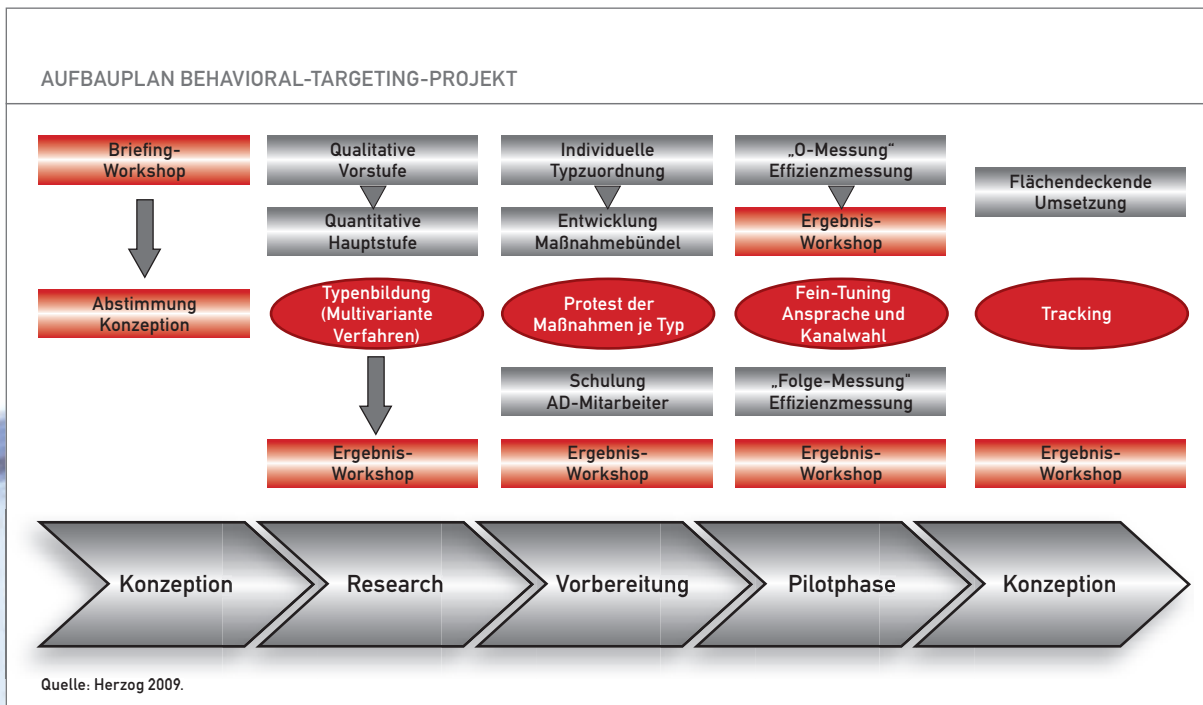 AUFBAUPLAN BEHAVIORAL-TARGETING-PROJEKT
Briefing-
Workshop
Abstimmung
Konzeption
Qualitative
Vorstufe
Quantitative
Hauptstufe
Typenbildung
(Multivariante
Verfahren)
Ergebnis-
Workshop
Individuelle
Typzuordnung
Entwicklung
Maßnahmebündel
Protest der
Maßnahmen je Typ
Schulung
AD-Mitarbeiter
Ergebnis-
Workshop
„O-Messung“
Effizienzmessung
Ergebnis-
Workshop
Fein-Tuning
Ansprache und
Kanalwahl
„Folge-Messung"
Effizienzmessung
Ergebnis-
Workshop
Flächendeckende
Umsetzung
Tracking
Ergebnis-
Workshop
Konzeption
Research
Vorbereitung
Pilotphase
Konzeption
Quelle: Herzog 2009.